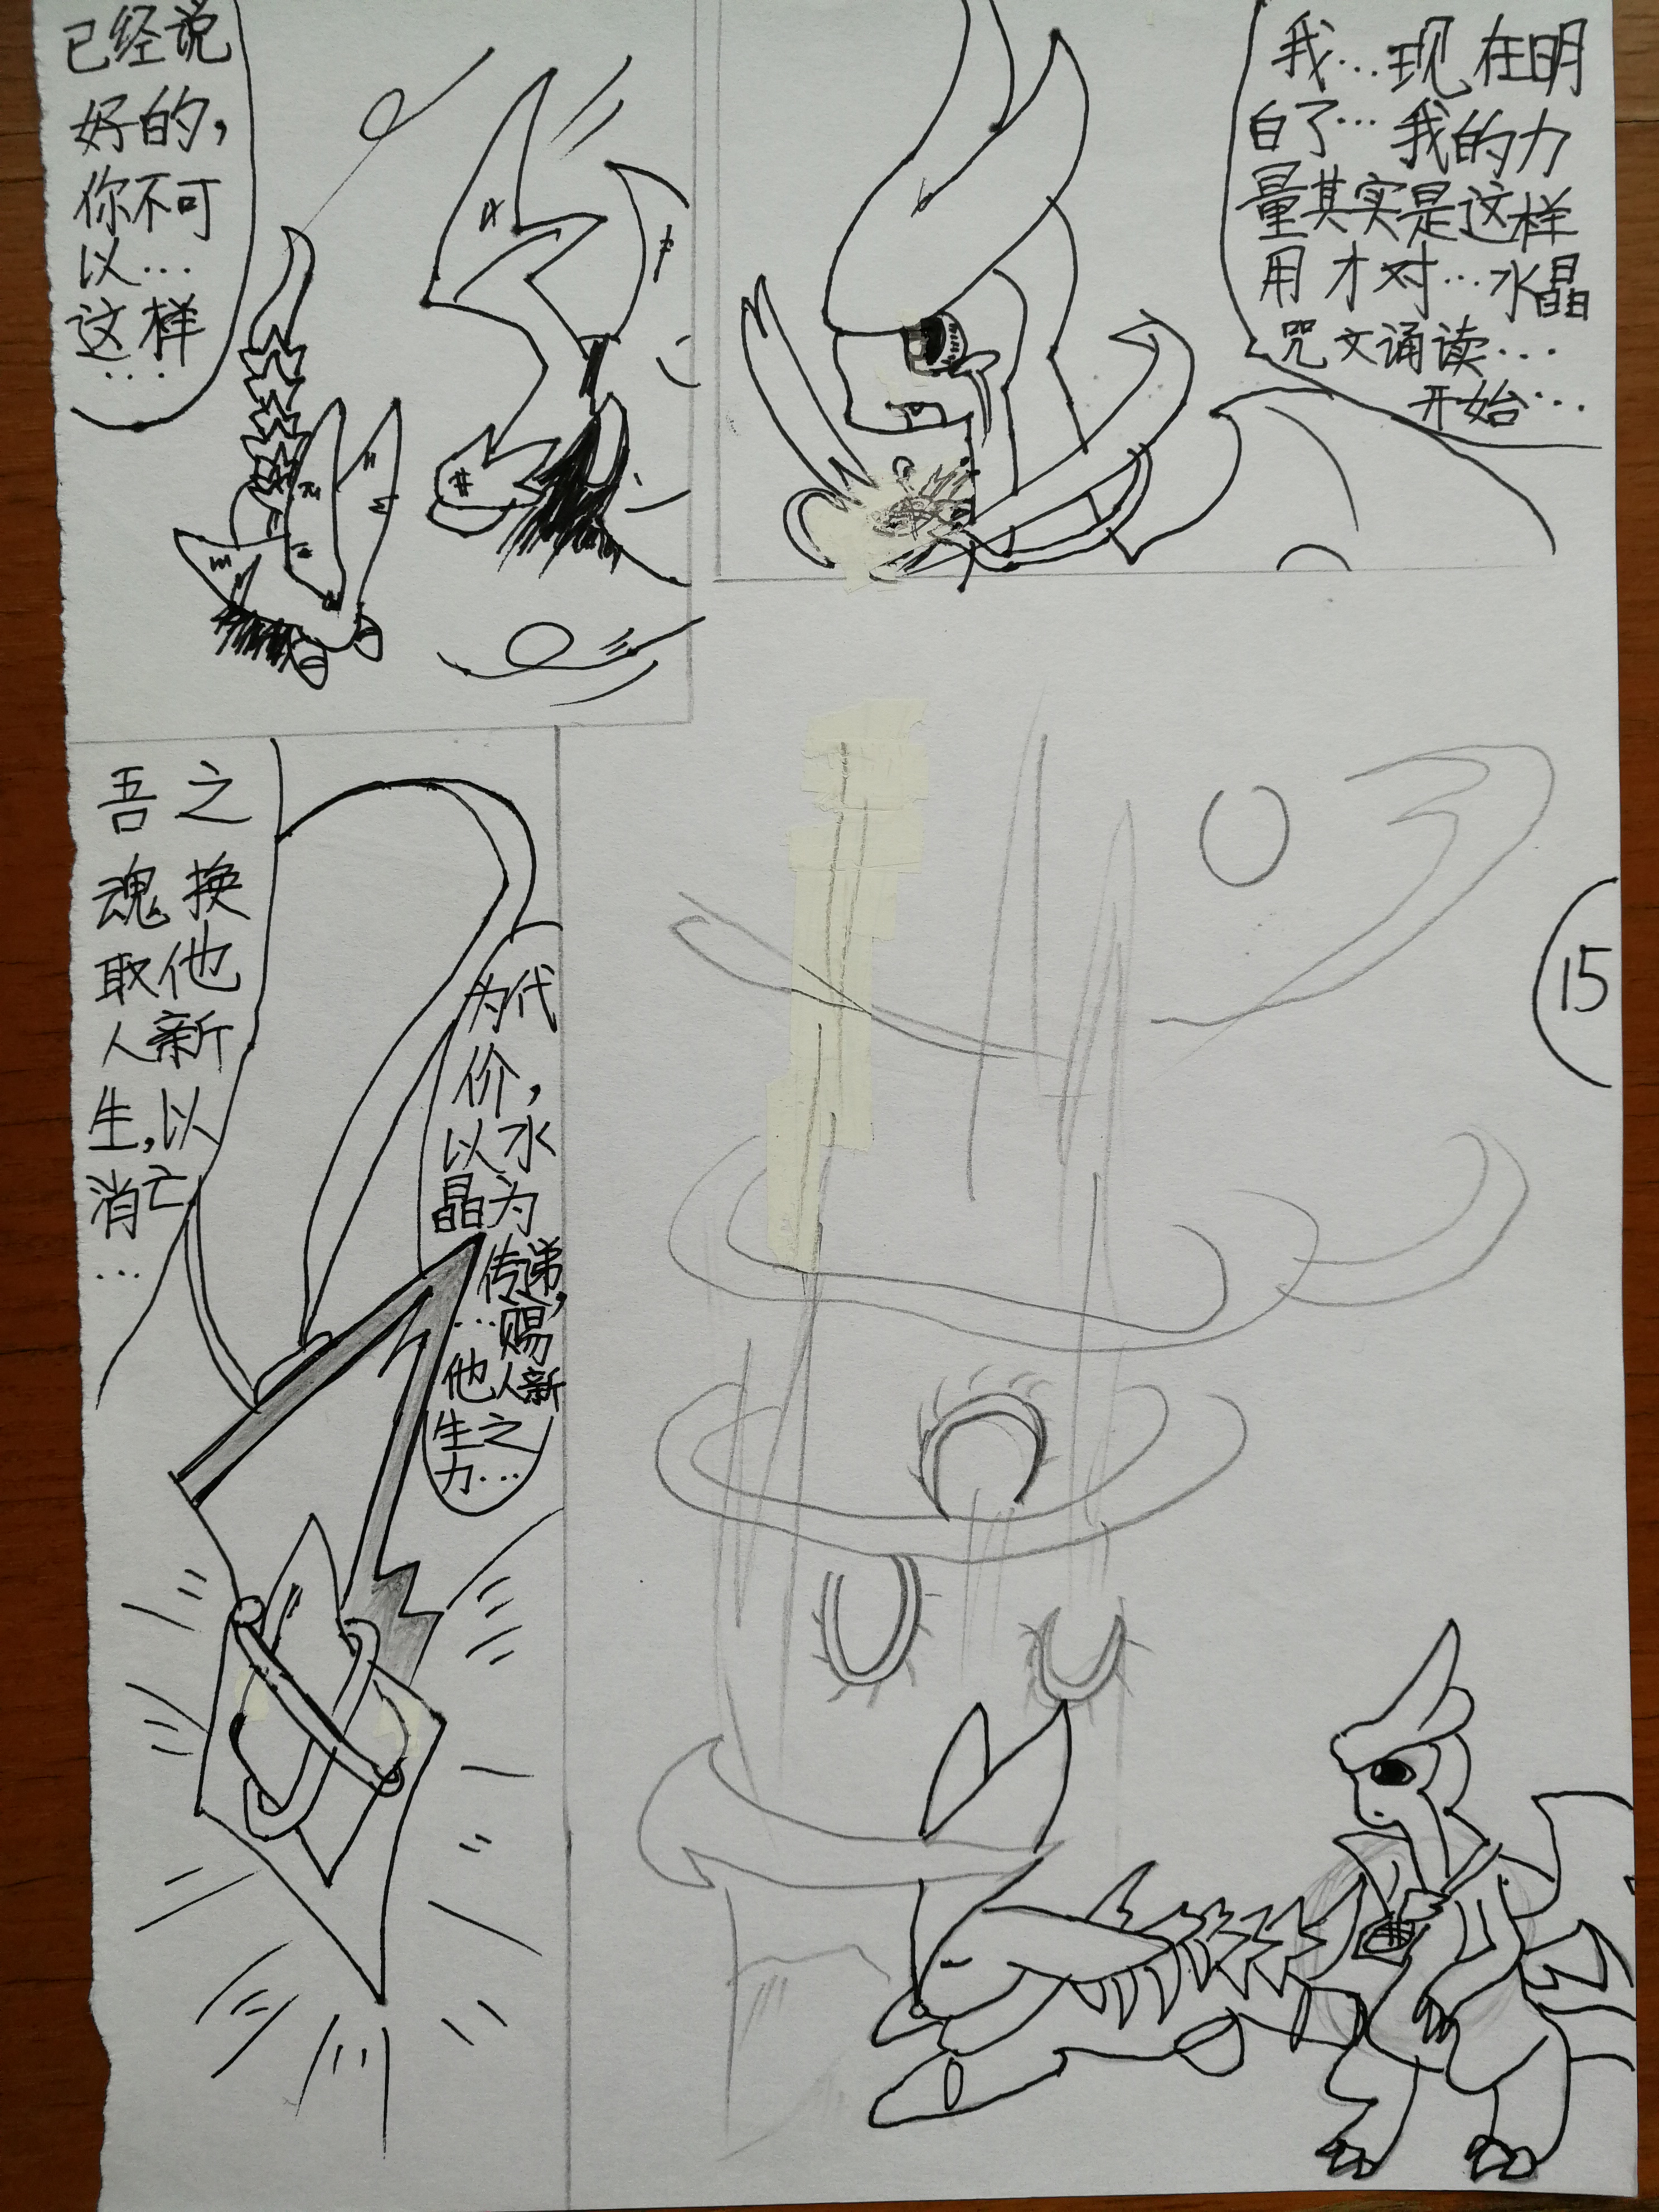 已经说
好的，
你不可
以…
这样
…
我…现在明
白了…我的力
量其实是这样
用才对…水晶
咒文诵读…
开始…
吾之
魂换
取他
人新
生，以
消亡
…
为代
价，
以水
晶为
传递，
…赐
他人新
生之
力…
15